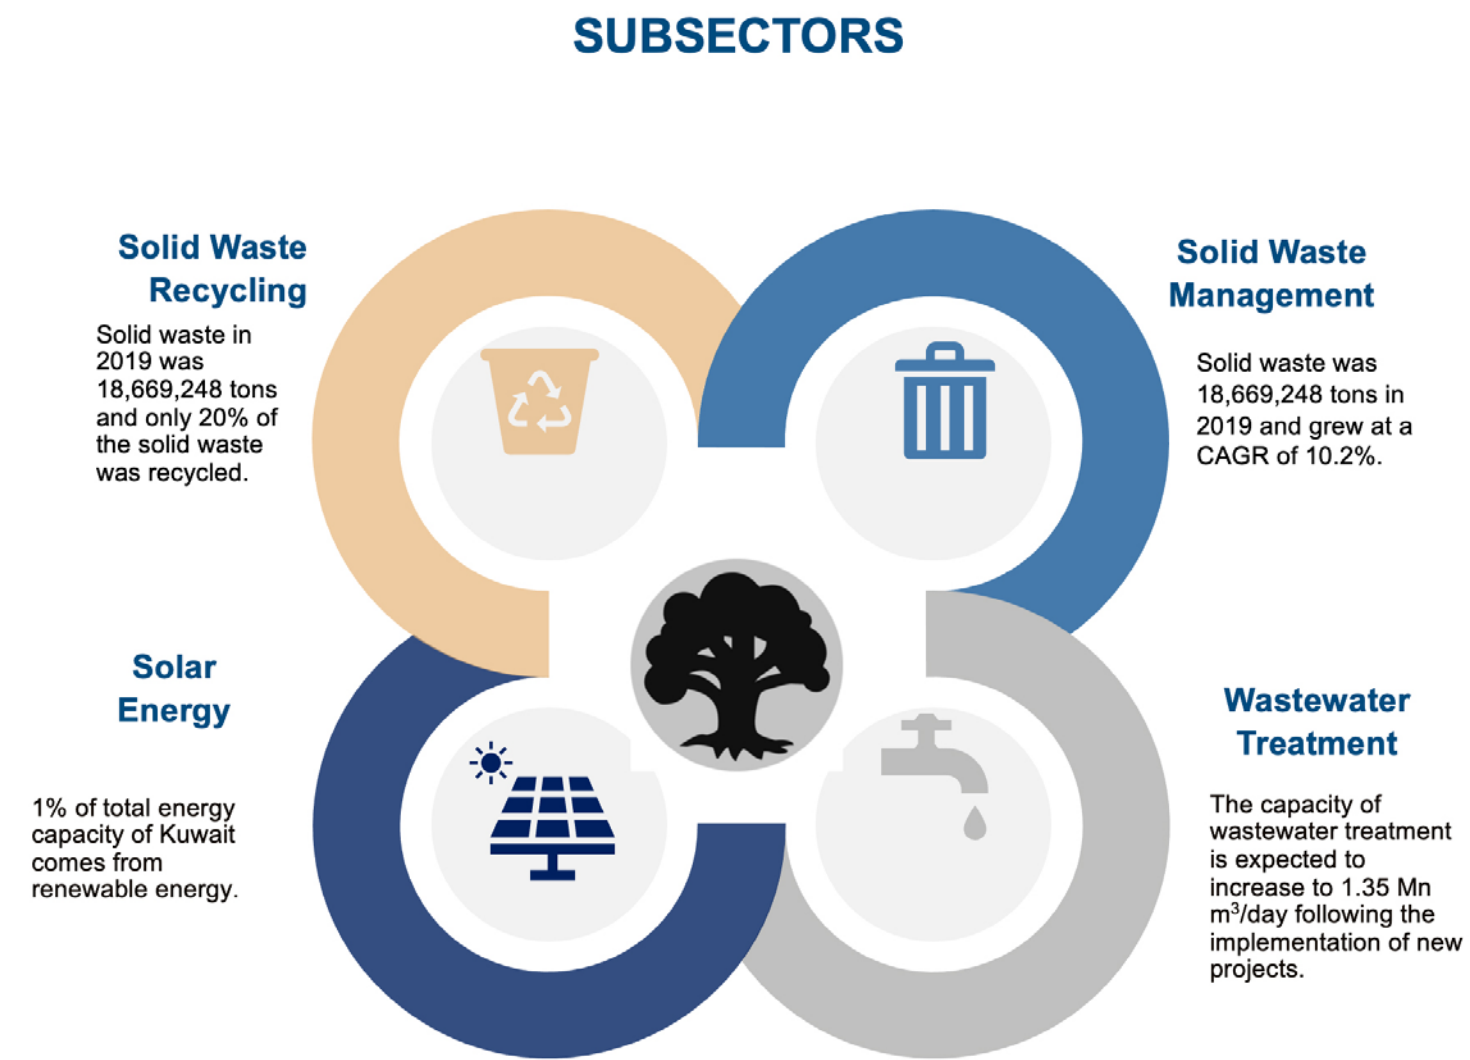 SUBSECTORS
Solid Waste
Recycling
Solid waste in
2019 was
18,669,248 tons
and only 20% of
the solid waste
was recycled.
Solid Waste
Management
Solid waste was
18,669,248 tons in
2019 and grew at a
CAGR of 10.2%.
Solar
Energy
1% of total energy
capacity of Kuwait
comes from
renewable energy.
Wastewater
Treatment
The capacity of
wastewater treatment
is expected to
increase to 1.35 Mn
m³/day following the
implementation of new
projects.